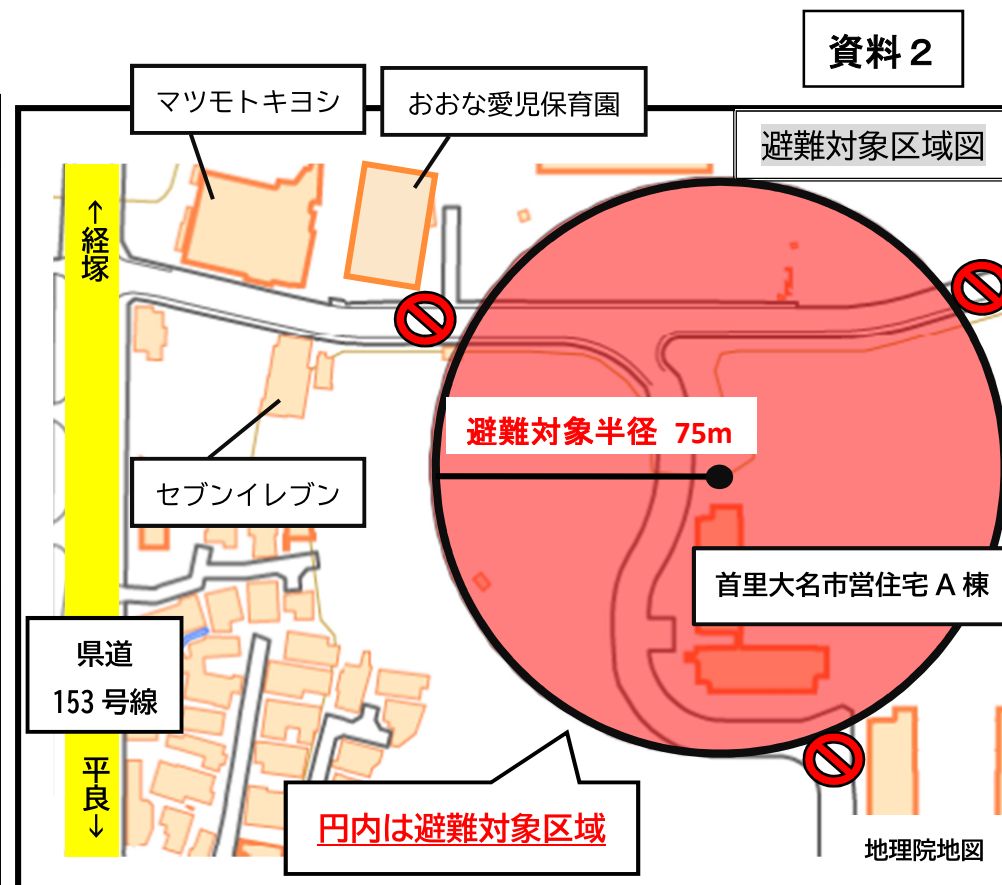 資料２
マツモトキヨシ
おおな愛児保育園
避難対象区域図
↑経塚
避難対象半径 75m
セブンイレブン
首里大名市営住宅 A 棟
県道
153 号線
平良↓
円内は避難対象区域
地理院地図